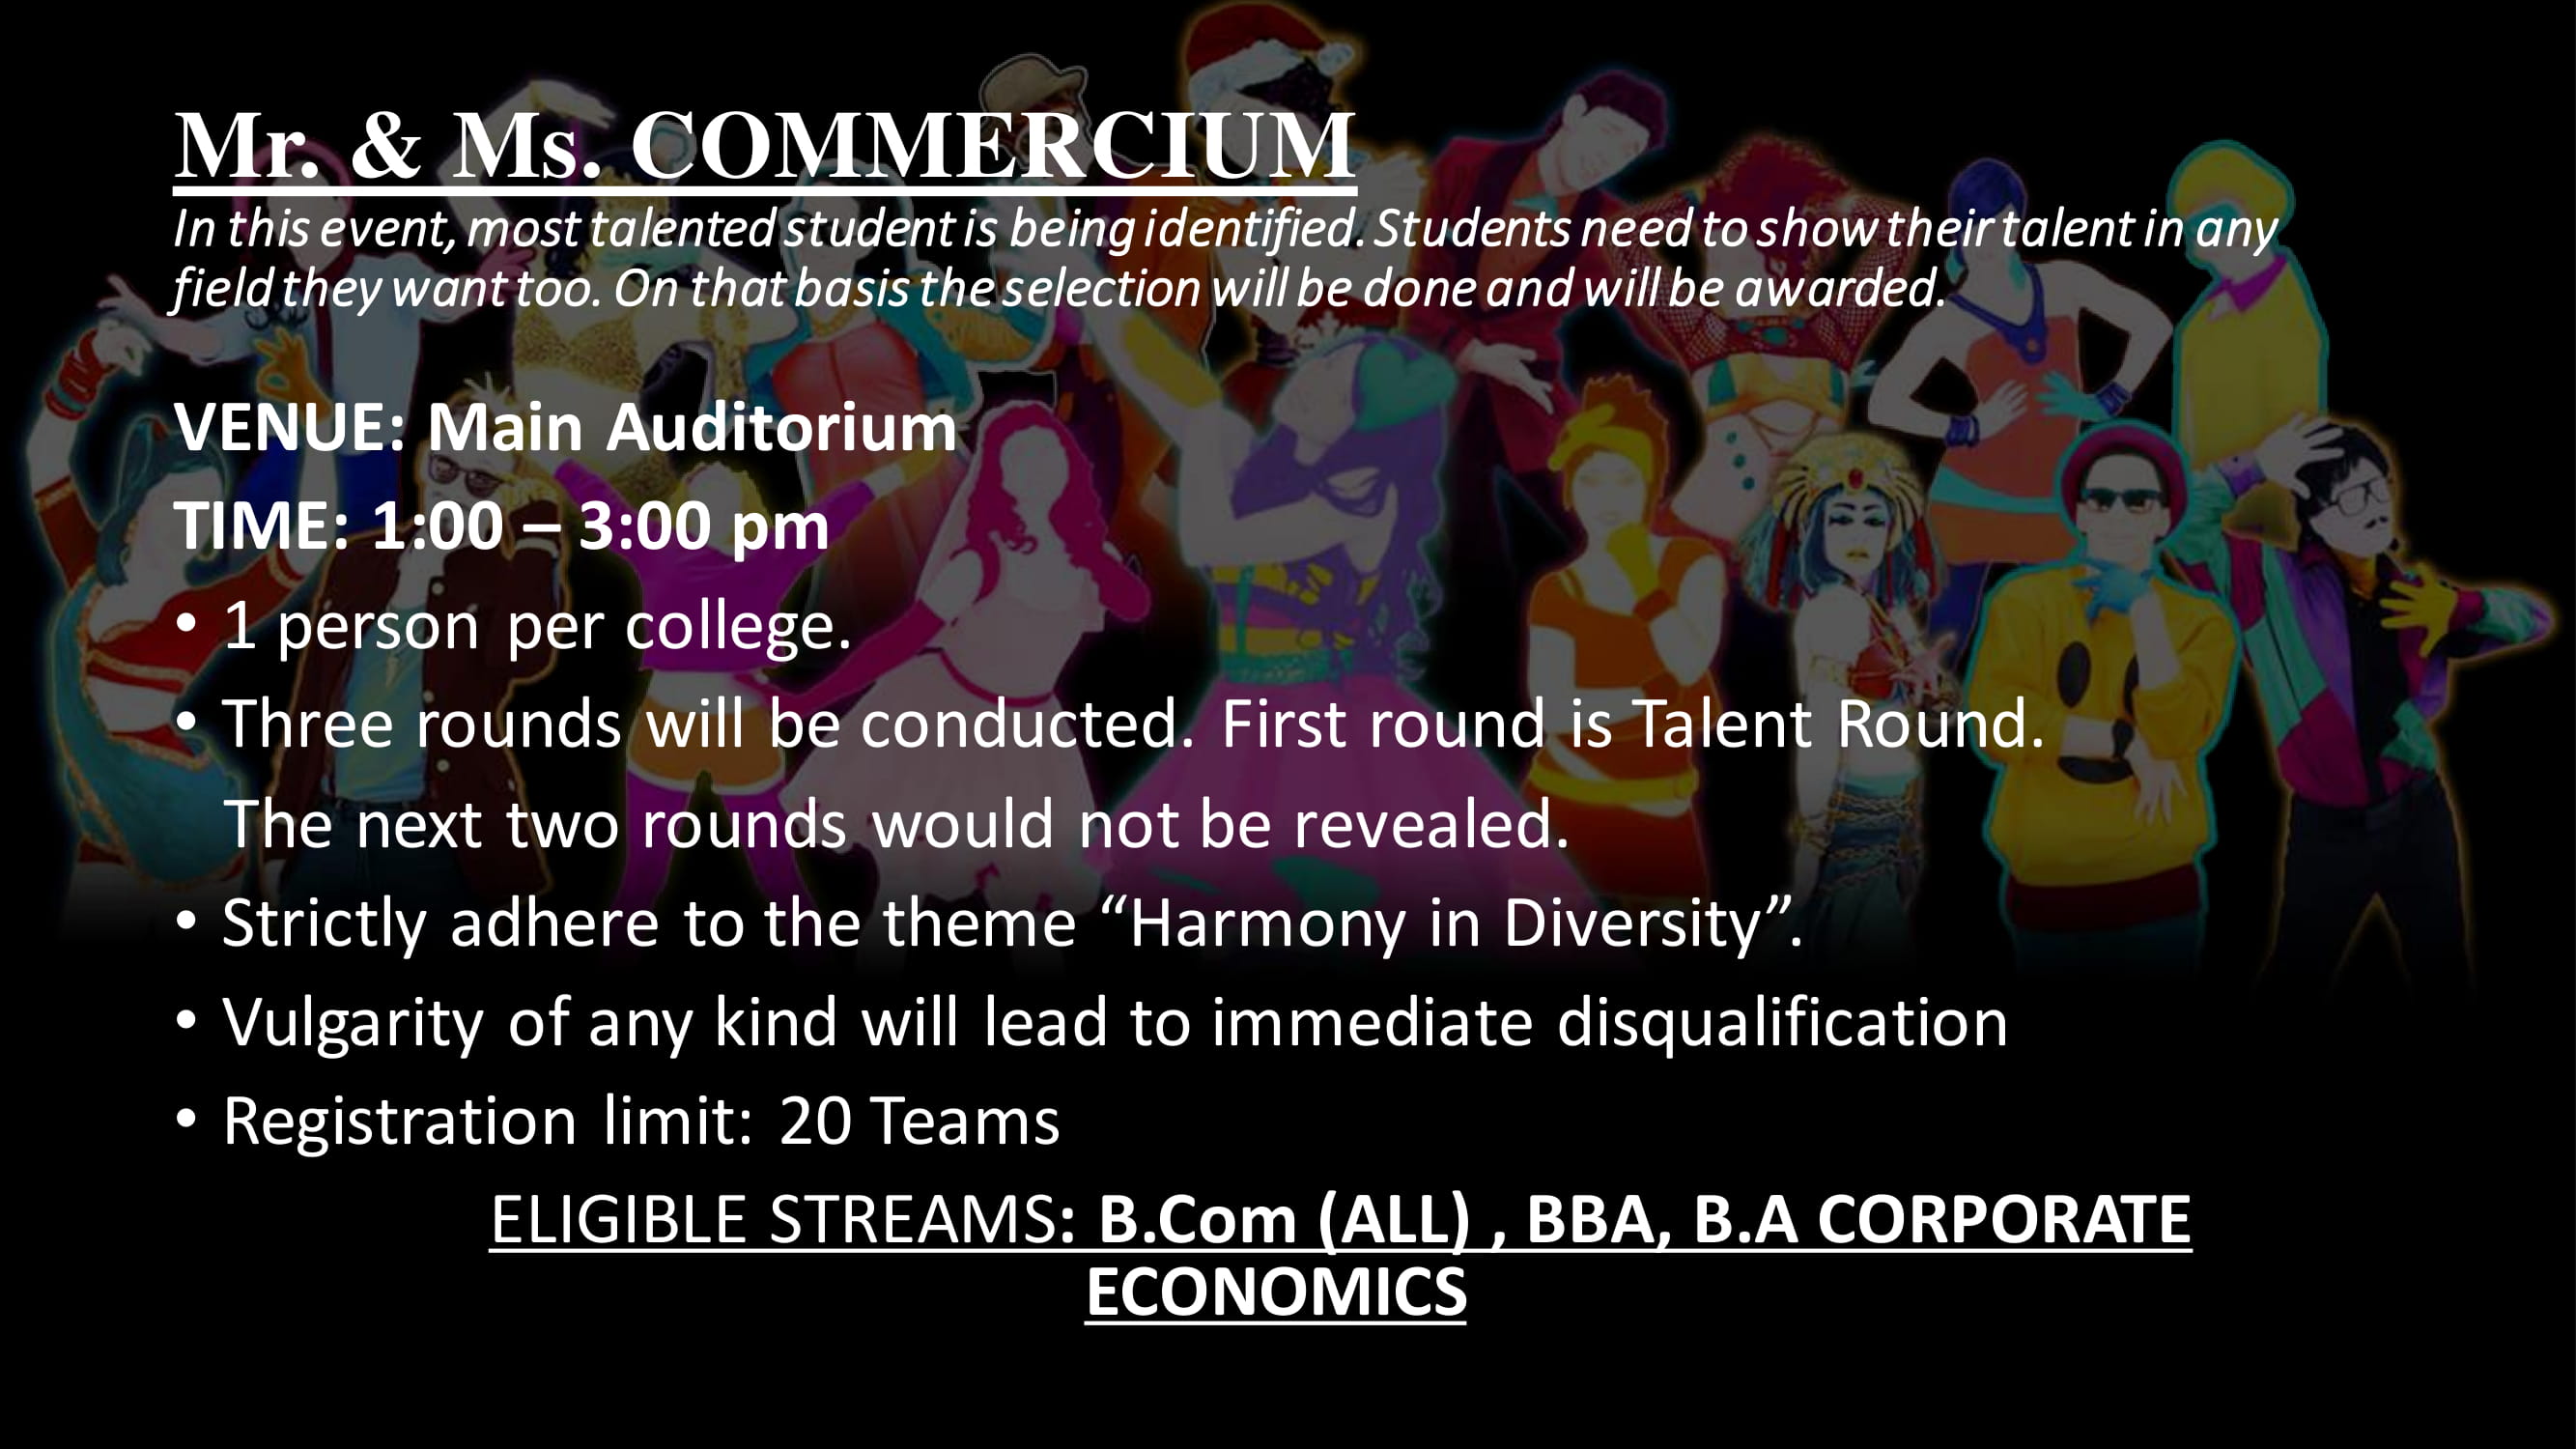 Mr. & Ms. COMMERCIUM
In this event, most talented student is being identified. Students need to show their talent in any
field they want too. On that basis the selection will be done and will be awarded.
VENUE: Main Auditorium
TIME: 1:00 – 3:00 pm
• 1 person per college.
• Three rounds will be conducted. First round is Talent Round.
The next two rounds would not be revealed.
• Strictly adhere to the theme “Harmony in Diversity”.
• Vulgarity of any kind will lead to immediate disqualification
• Registration limit: 20 Teams
ELIGIBLE STREAMS: B.Com (ALL) , BBA, B.A CORPORATE
ECONOMICS